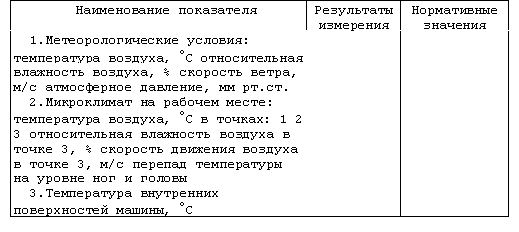 Наименование показателя Результаты измерения Нормативные значения
1.Метеорологические условия:
температура воздуха, °С относительная
влажность воздуха, % скорость ветра,
м/с атмосферное давление, мм рт.ст.
2.Микроклимат на рабочем месте:
температура воздуха, °С в точках: 1 2
3 относительная влажность воздуха в
точке 3, % скорость движения воздуха
в точке 3, м/с перепад температуры
на уровне ног и головы
3.Температура внутренних
поверхностей машины, °С